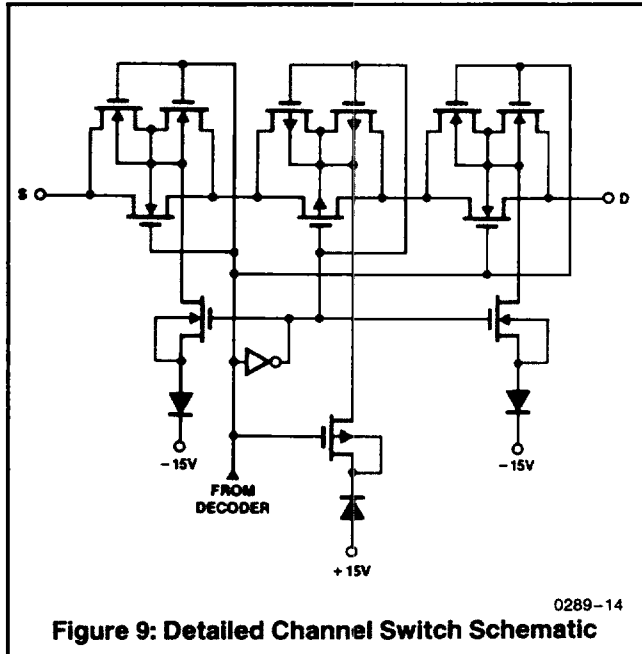 S
D
-15V
FROM
DECODER
+15V
-15V
0289-14
Figure 9: Detailed Channel Switch Schematic